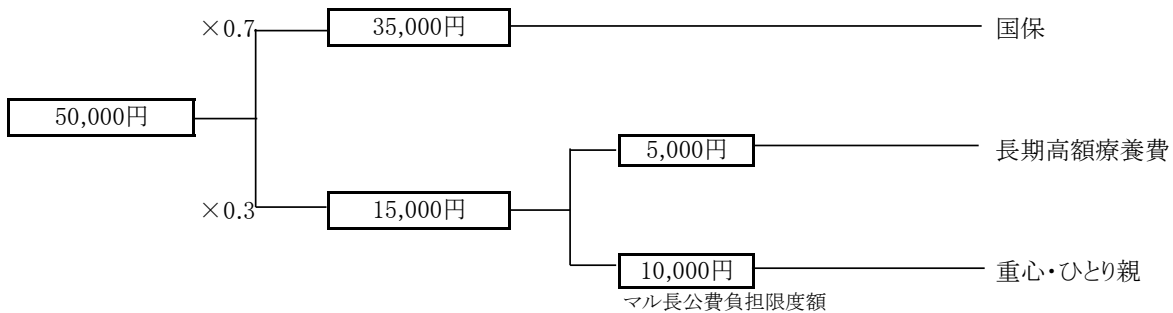 ×0.7
35,000円
国保
50,000円
5,000円
長期高額療養費
×0.3
15,000円
10,000円
重心・ひとり親
マル長公費負担限度額